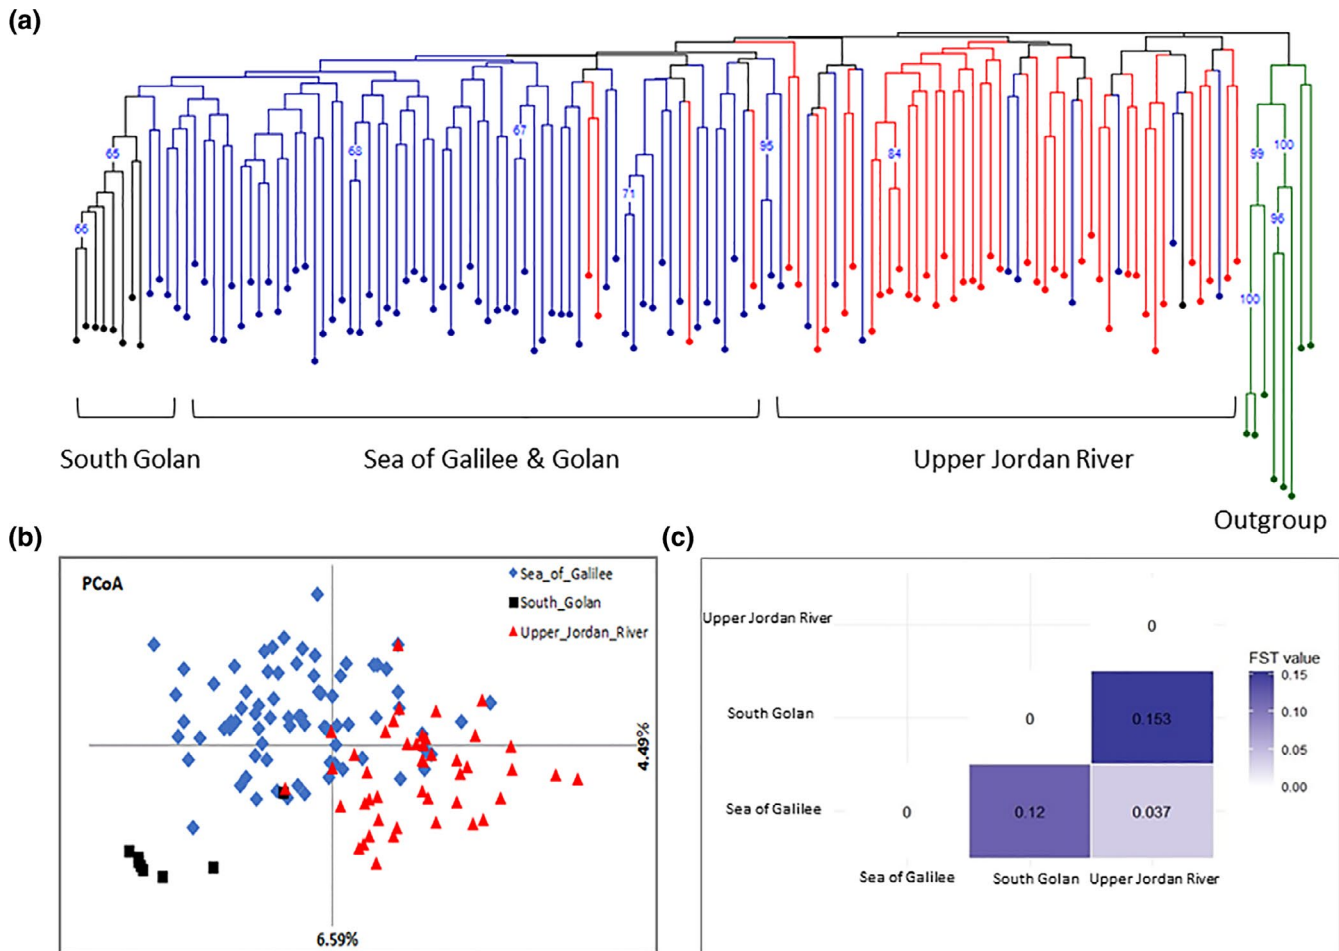 (a)
65
66
68
67
71
95
84
99
100
96
100
South Golan
Sea of Galilee & Golan
Upper Jordan River
Outgroup
(b)
PCoA
Sea_of_Galilee
South_Golan
Upper_Jordan_River
4.49%
6.59%
(c)
Upper Jordan River
0
South Golan
0
0.153
Sea of Galilee
0
0.12
0.037
Sea of Galilee
South Golan
Upper Jordan River
FST value
0.15
0.10
0.05
0.00